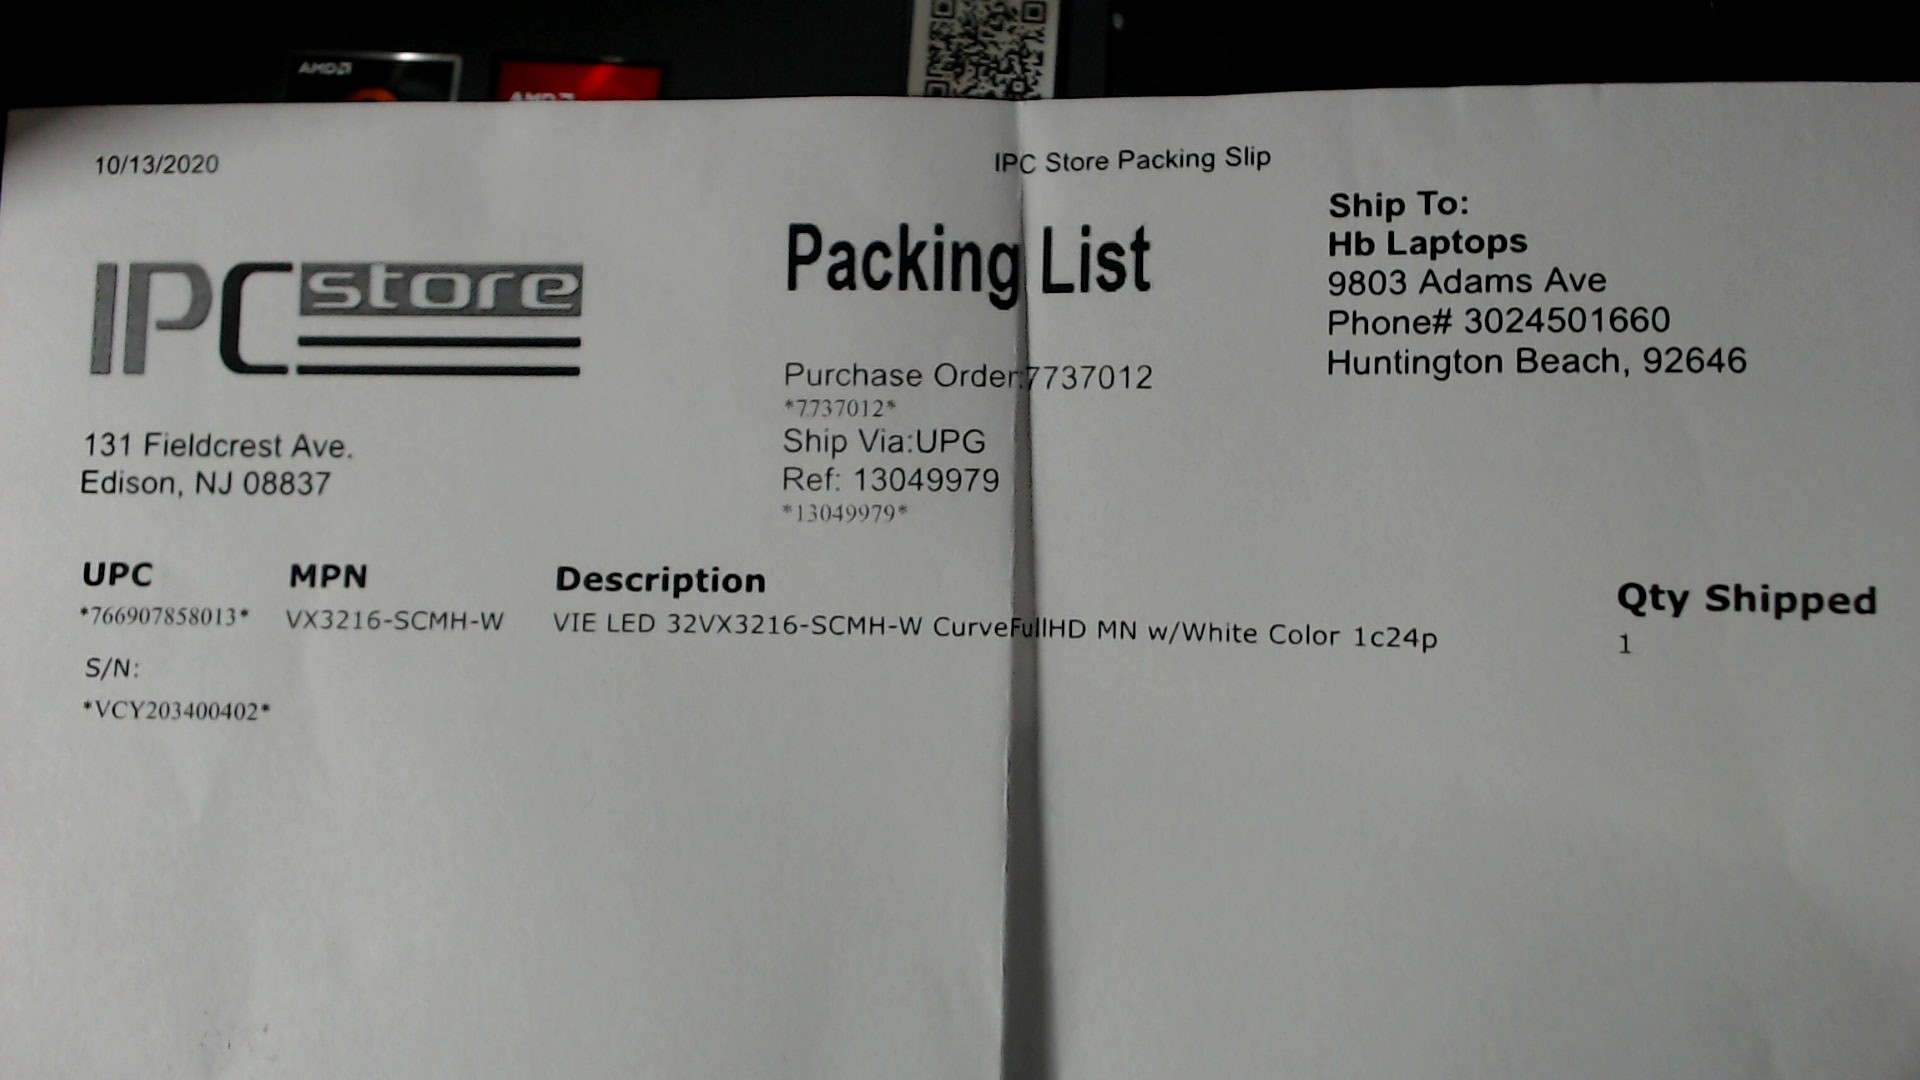 AMD
AMD
10/13/2020
IPC Store Packing Slip
IPC store
131 Fieldcrest Ave.
Edison, NJ 08837
Packing List
Purchase Order:7737012
*7737012*
Ship Via:UPG
Ref: 13049979
*13049979*
Ship To:
Hb Laptops
9803 Adams Ave
Phone# 3024501660
Huntington Beach, 92646
UPC MPN Description Qty Shipped
*766907858013* VX3216-SCMH-W VIE LED 32VX3216-SCMH-W CurveFullHD MN w/White Color 1c24p 1
S/N:
*VCY203400402*